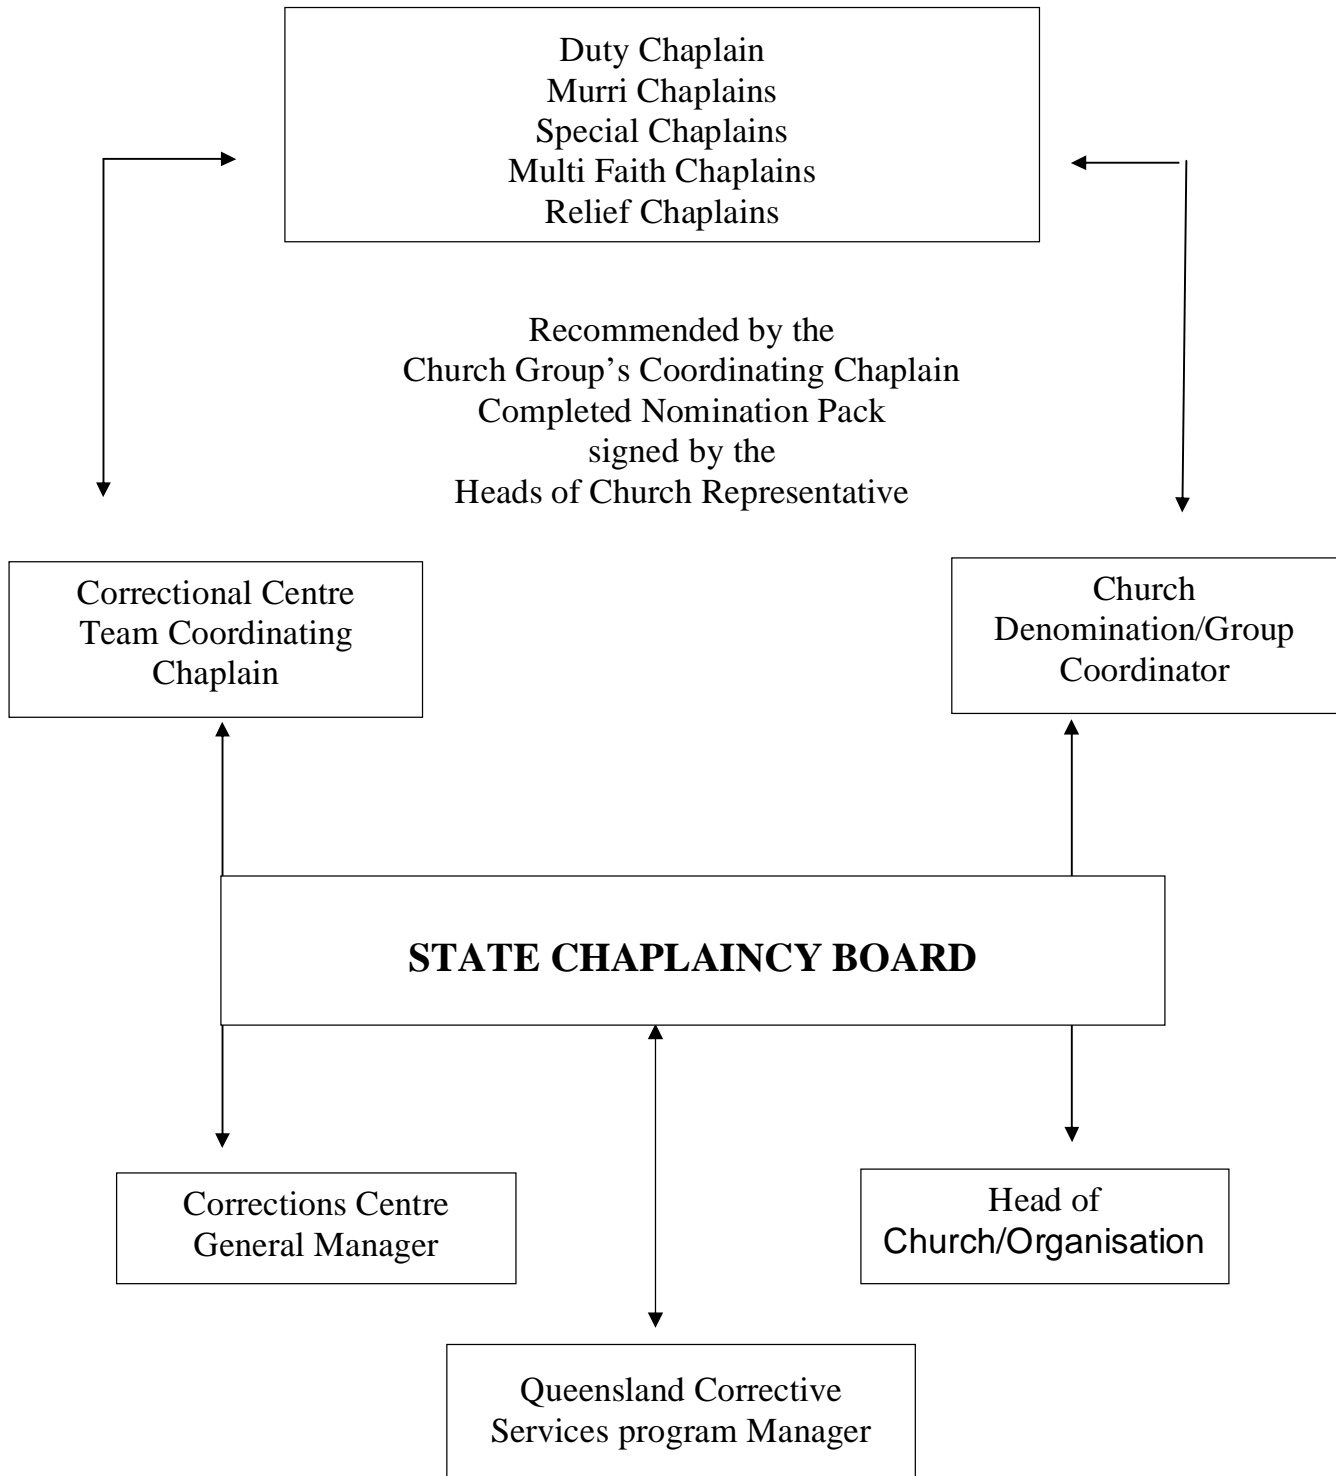 Duty Chaplain
Murri Chaplains
Special Chaplains
Multi Faith Chaplains
Relief Chaplains
Recommended by the
Church Group’s Coordinating Chaplain
Completed Nomination Pack
signed by the
Heads of Church Representative
Correctional Centre
Team Coordinating
Chaplain
Church
Denomination/Group
Coordinator
STATE CHAPLAINCY BOARD
Corrections Centre
General Manager
Head of
Church/Organisation
Queensland Corrective
Services program Manager